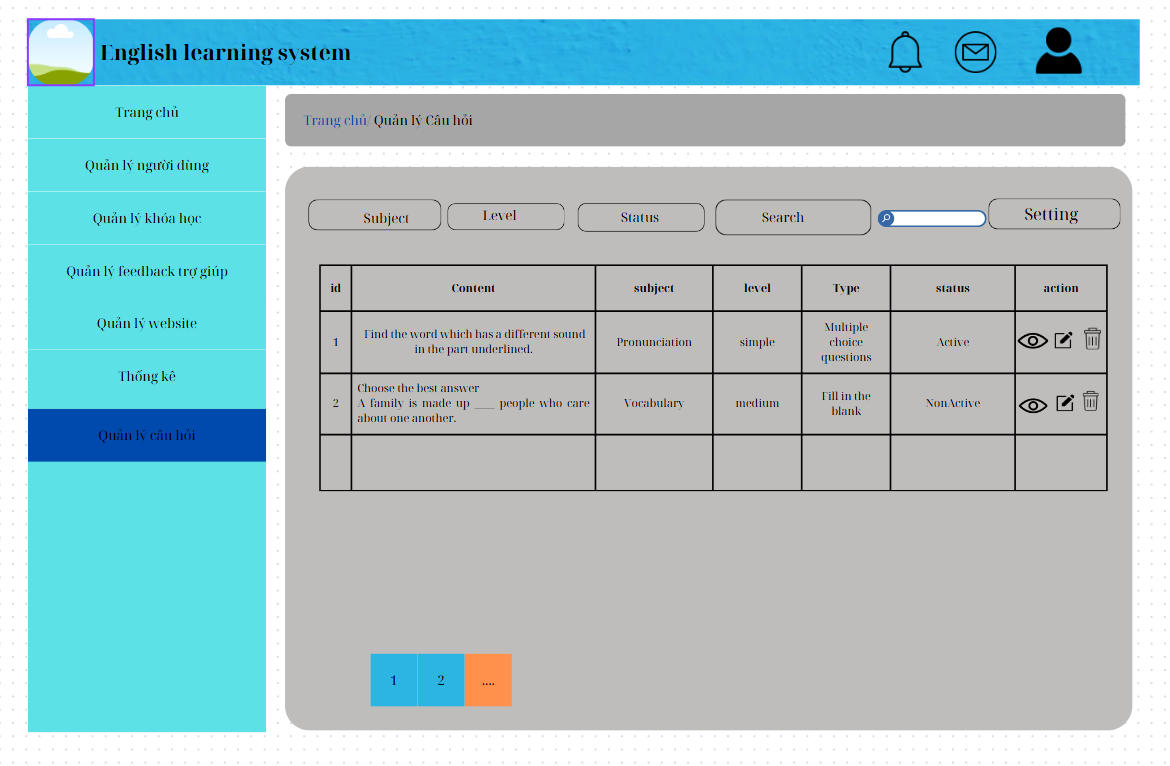 English learning system
Trang chủ
Quản lý người dùng
Quản lý khóa học
Quản lý feedback trợ giúp
Quản lý website
Thống kê
Quản lý câu hỏi
Trang chủ/ Quản lý Câu hỏi
Subject Level Status Search Setting
id Content subject level Type status action
1
Find the word which has a different sound
in the part underlined.
Pronunciation
simple
Multiple
choice
questions
Active
2
Choose the best answer
A family is made up ___ people who care
about one another.
Vocabulary
medium
Fill in the
blank
NonActive
1 2 ....